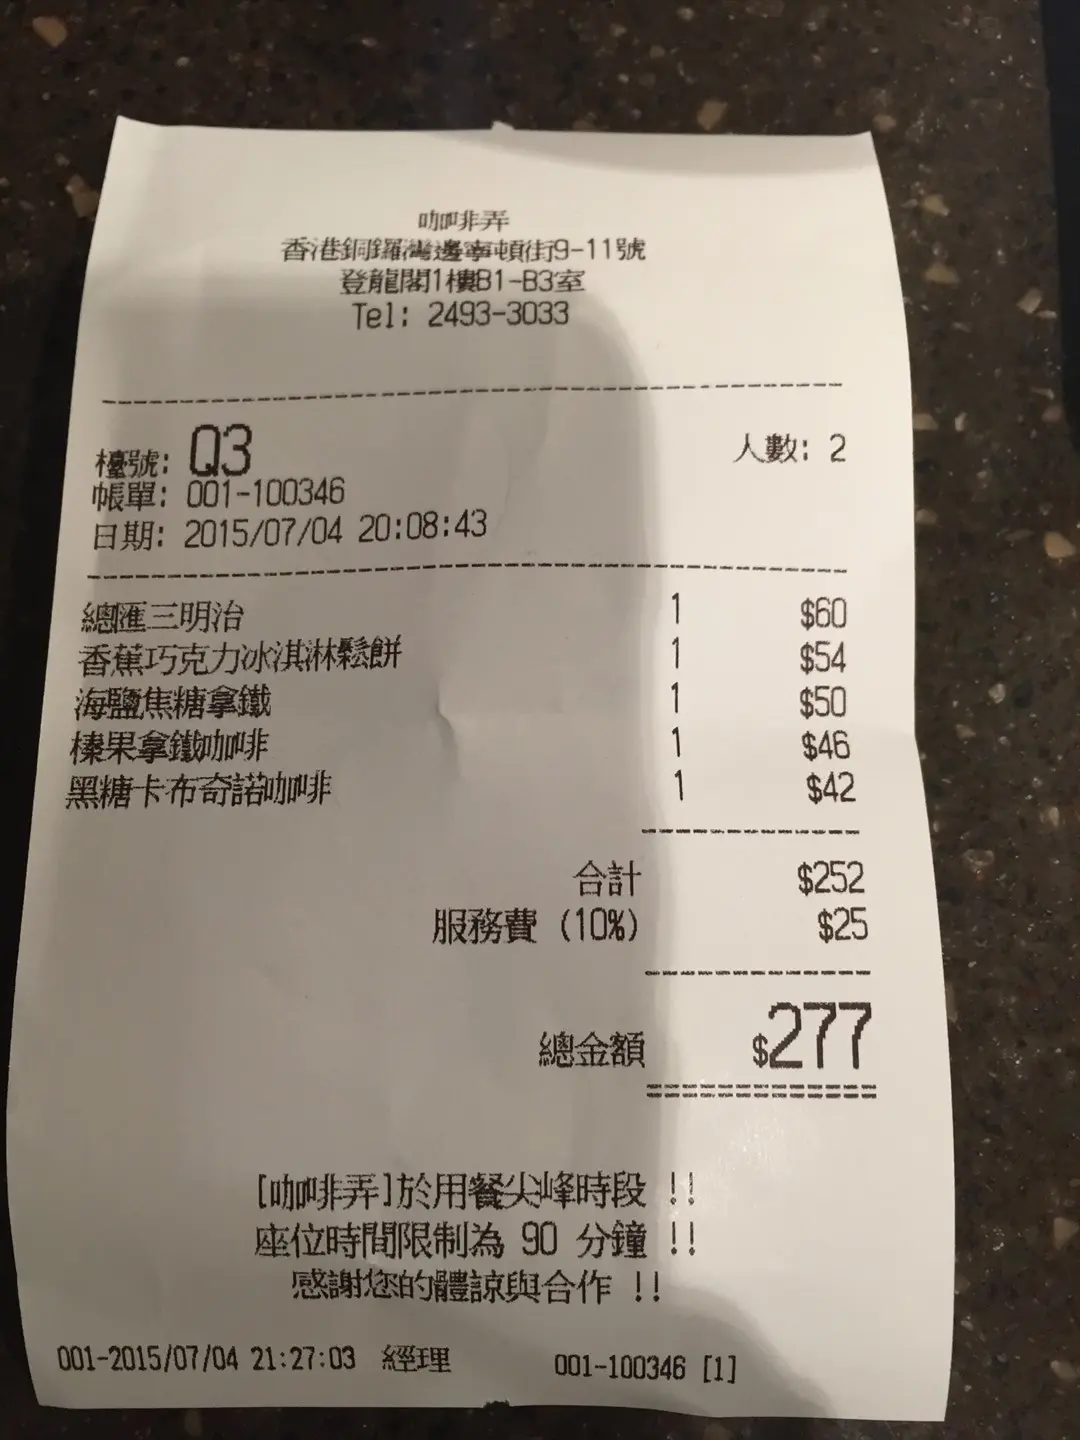 咖啡弄
香港銅鑼灣邊寧頓街9-11號
登龍閣1樓B1-B3室
Tel: 2493-3033
檯號: Q3 人數: 2
帳單: 001-100346
日期: 2015/07/04 20:08:43
總匯三明治 1 $60
香蕉巧克力冰淇淋鬆餅 1 $54
海鹽焦糖拿鐵 1 $50
榛果拿鐵咖啡 1 $46
黑糖卡布奇諾咖啡 1 $42
合計 $252
服務費 (10%) $25
總金額 $277
[咖啡弄]於用餐尖峰時段 !!
座位時間限制為 90 分鐘 !!
感謝您的體諒與合作 !!
001-2015/07/04 21:27:03 經理 001-100346 [1]